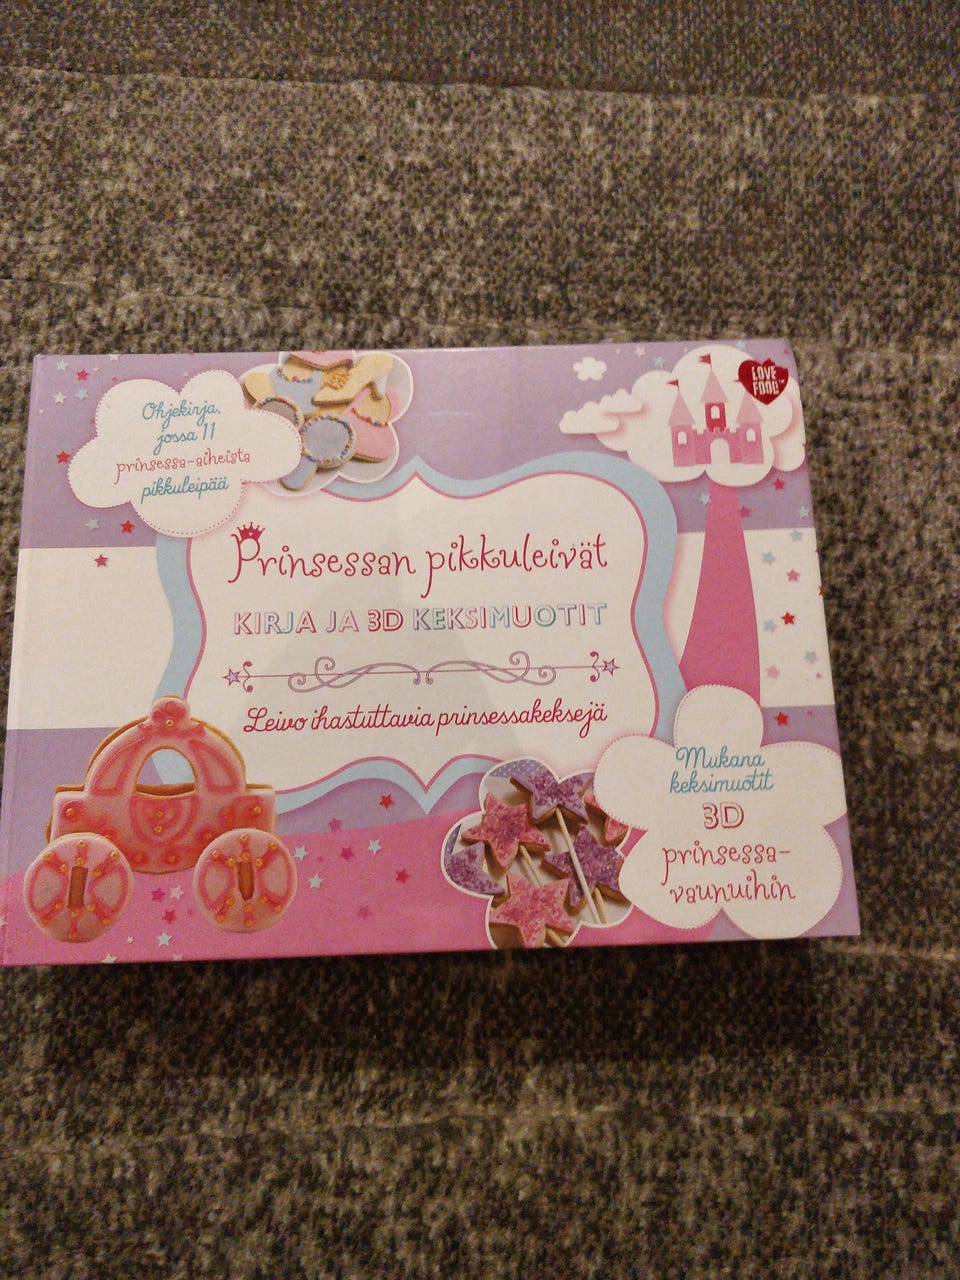 Ohjekirja,
jossa 11
prinsessa-aiheista
pikkuleipää
LOVE
FOOD™
Prinsessan pikkuleivät
KIRJA JA 3D KEKSIMUOTIT
Leivo ihastuttavia prinsessakeksejä
Mukana
keksimuotit
3D
prinsessa-
vaunuihin